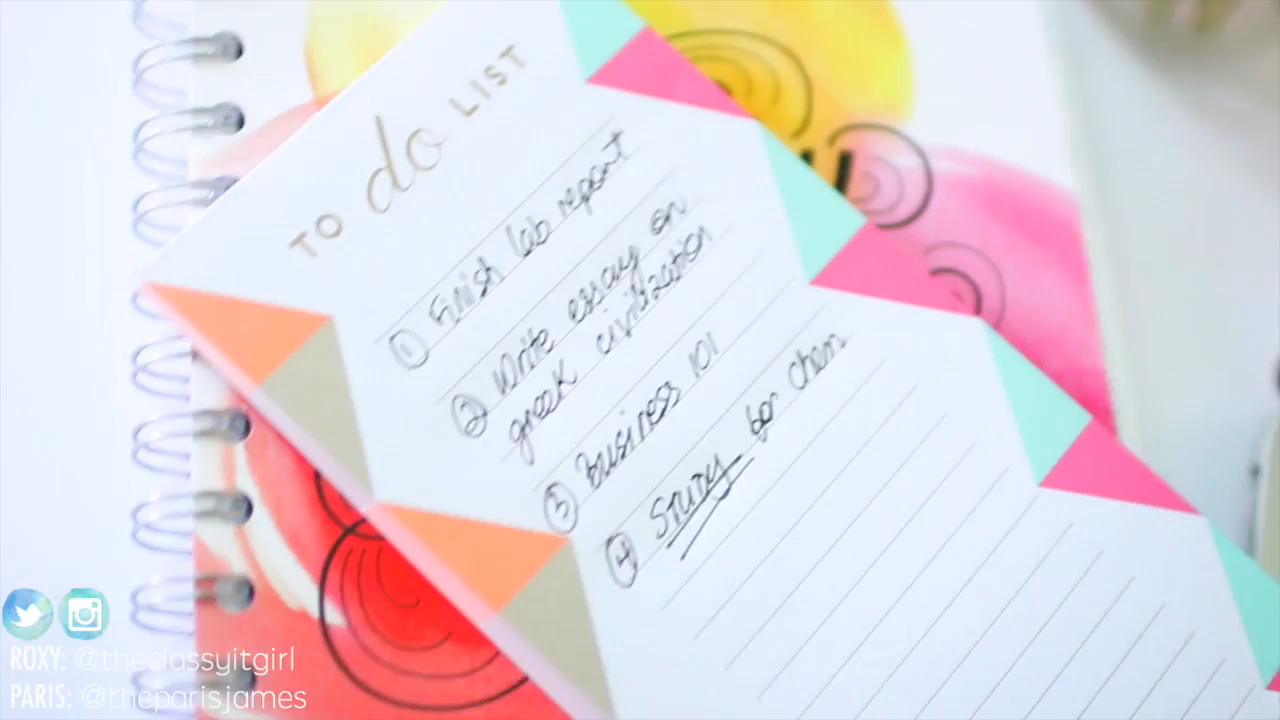 TO do LIST
① Finish lab report
② Write essay on
greek civilization
③ Business 101
④ Study for chem
ROXY: @theclassyitgirl
PARIS: @theparisjames